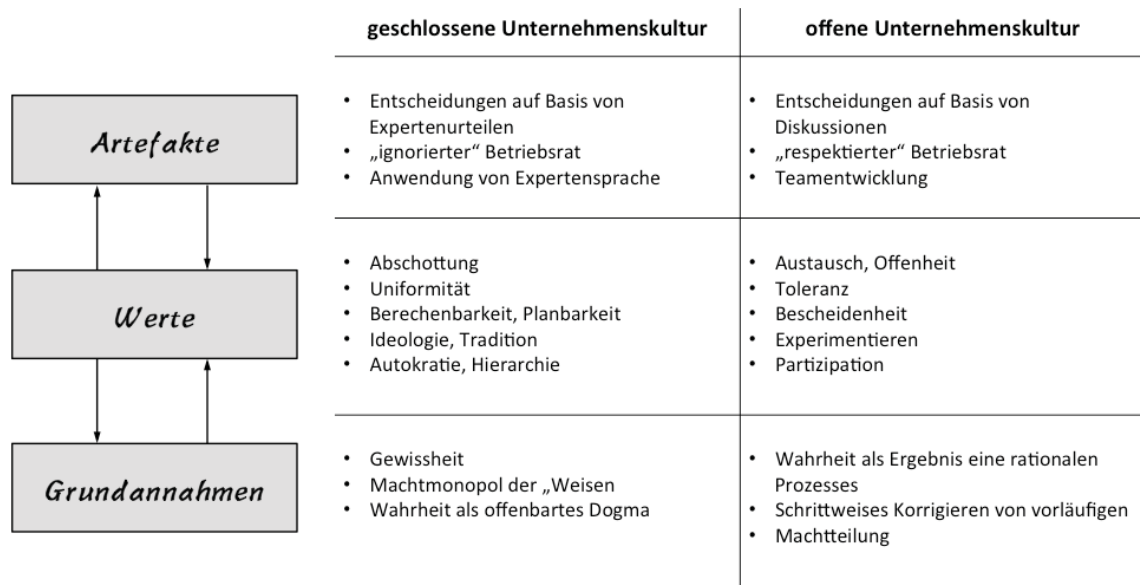 geschlossene Unternehmenskultur
offene Unternehmenskultur
Artefakte
• Entscheidungen auf Basis von
Expertenurteilen
• „ignorierter“ Betriebsrat
• Anwendung von Expertensprache
• Entscheidungen auf Basis von
Diskussionen
• „respektierter“ Betriebsrat
• Teamentwicklung
Werte
• Abschottung
• Uniformität
• Berechenbarkeit, Planbarkeit
• Ideologie, Tradition
• Autokratie, Hierarchie
• Austausch, Offenheit
• Toleranz
• Bescheidenheit
• Experimentieren
• Partizipation
Grundannahmen
• Gewissheit
• Machtmonopol der „Weisen
• Wahrheit als offenbartes Dogma
• Wahrheit als Ergebnis eine rationalen
Prozesses
• Schrittweises Korrigieren von vorläufigen
• Machtteilung